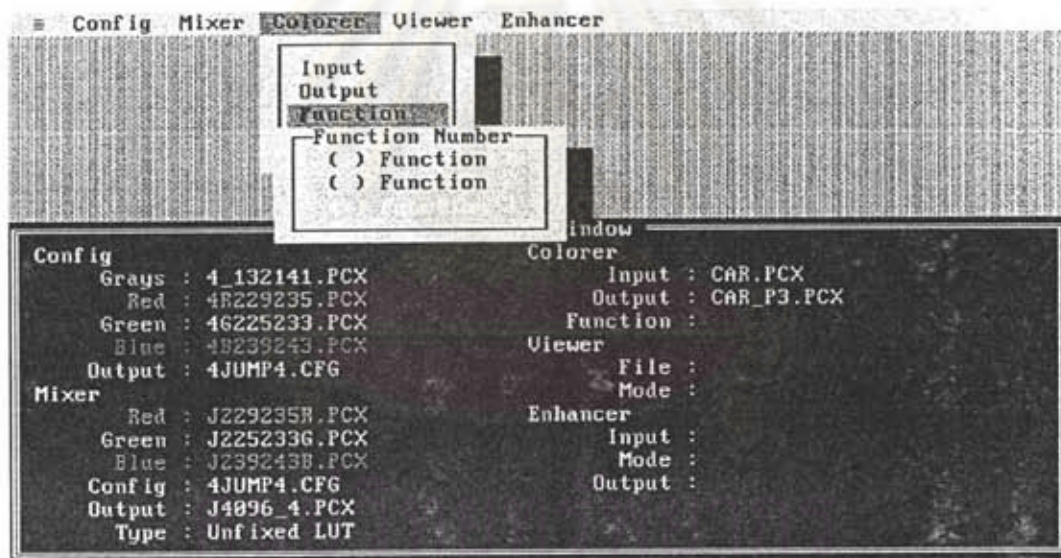 ≡ Config Mixer Colorer Viewer Enhancer
Input
Output
Function
Function Number
( ) Function
( ) Function
indow
Config
Grays : 4_132141.PCX
Red : 4R229235.PCX
Green : 4G225233.PCX
Blue : 4B239243.PCX
Output : 4JUMP4.CFG
Mixer
Red : J229235R.PCX
Green : J225233G.PCX
Blue : J239243B.PCX
Config : 4JUMP4.CFG
Output : J4096_4.PCX
Type : Unfixed LUT
Colorer
Input : CAR.PCX
Output : CAR_P3.PCX
Function :
Viewer
File :
Mode :
Enhancer
Input :
Mode :
Output :